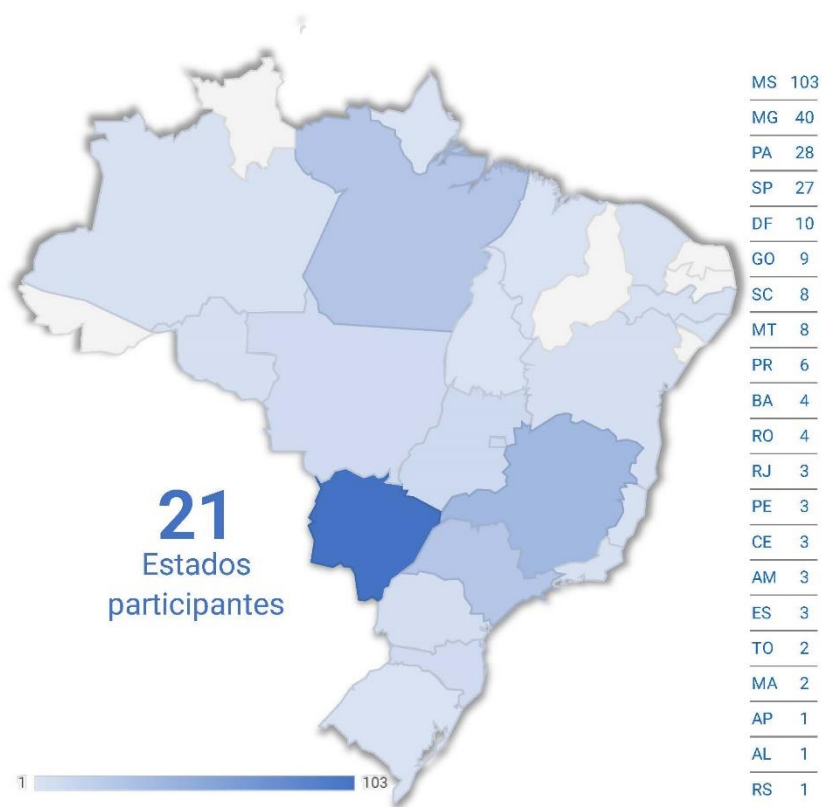 MS 103
MG 40
PA 28
SP 27
DF 10
GO 9
SC 8
MT 8
PR 6
BA 4
RO 4
RJ 3
PE 3
CE 3
AM 3
ES 3
TO 2
MA 2
AP 1
AL 1
RS 1
21
Estados
participantes
1 103